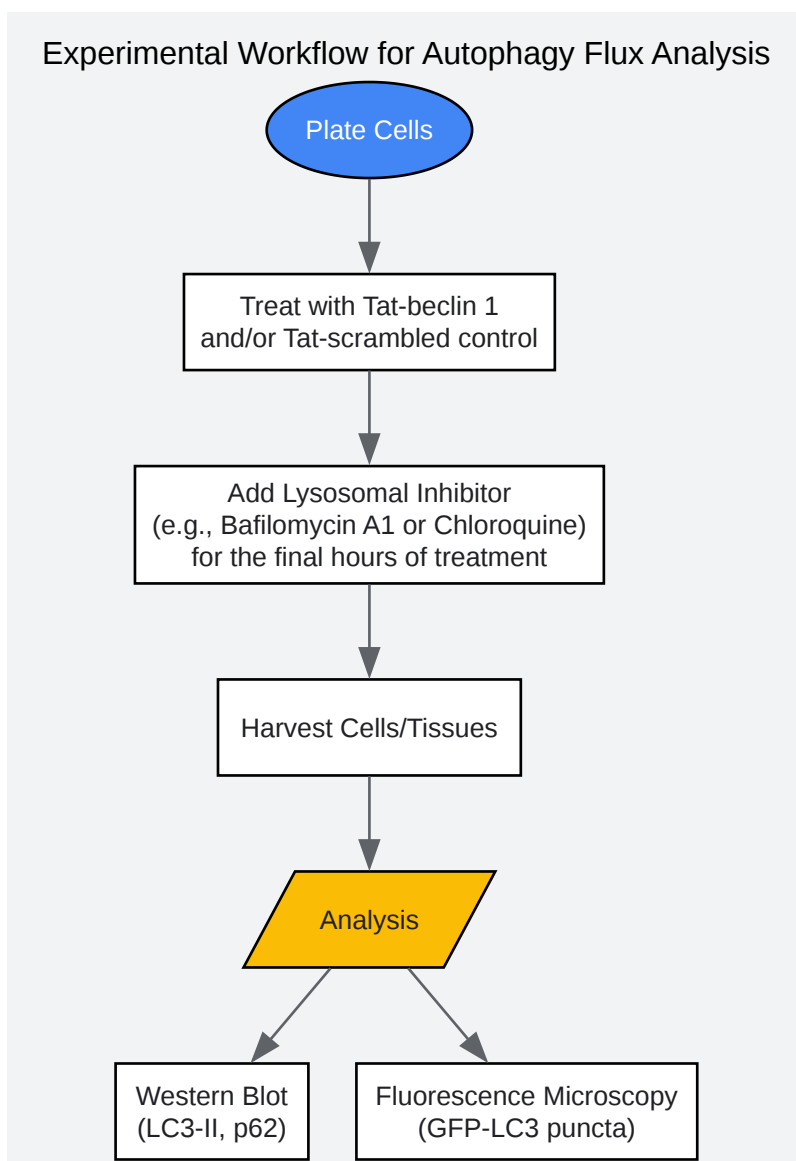 Experimental Workflow for Autophagy Flux Analysis
Plate Cells
Treat with Tat-beclin 1
and/or Tat-scrambled control
Add Lysosomal Inhibitor
(e.g., Bafilomycin A1 or Chloroquine)
for the final hours of treatment
Harvest Cells/Tissues
Analysis
Western Blot
(LC3-II, p62)
Fluorescence Microscopy
(GFP-LC3 puncta)